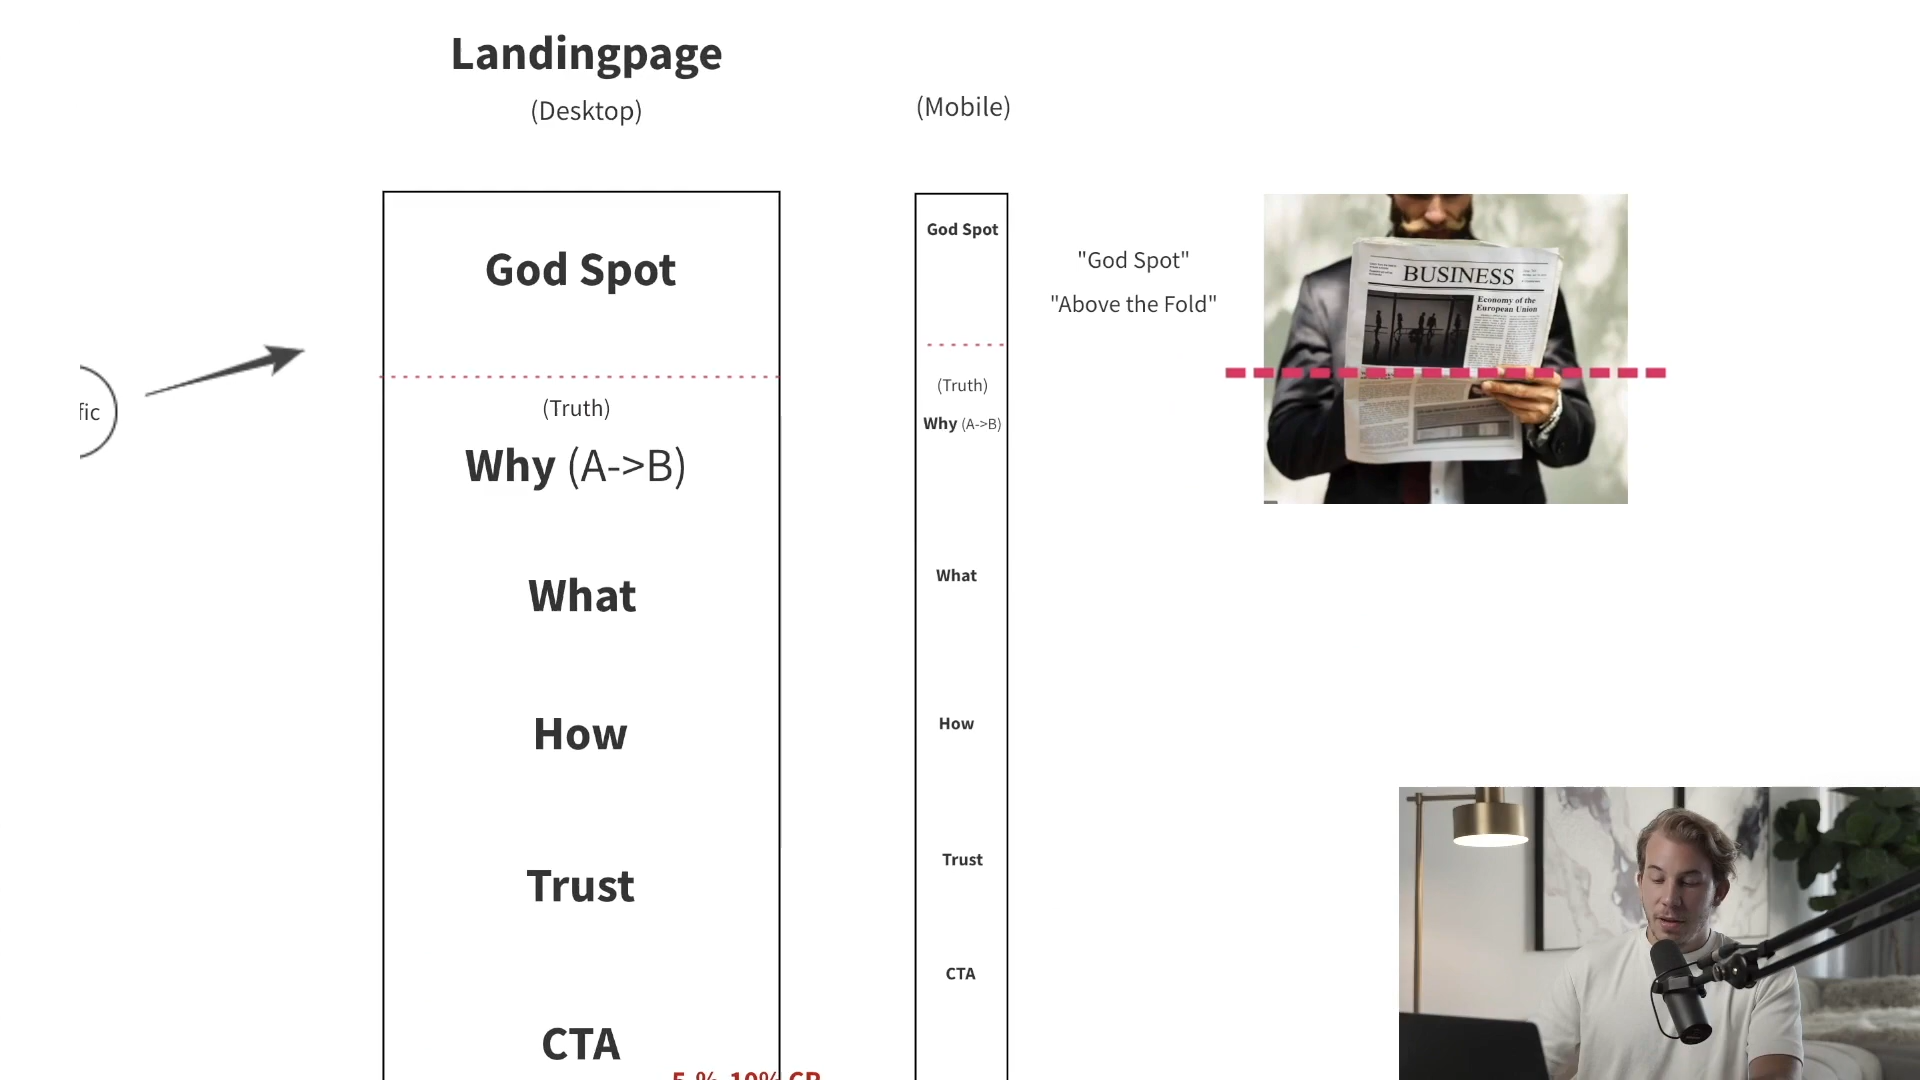 Landingpage
(Desktop)
(Mobile)
God Spot
(Truth)
Why (A->B)
What
How
Trust
CTA
God Spot
(Truth)
Why (A->B)
What
How
Trust
CTA
"God Spot"
"Above the Fold"
BUSINESS
Economy of the
European Union
fic